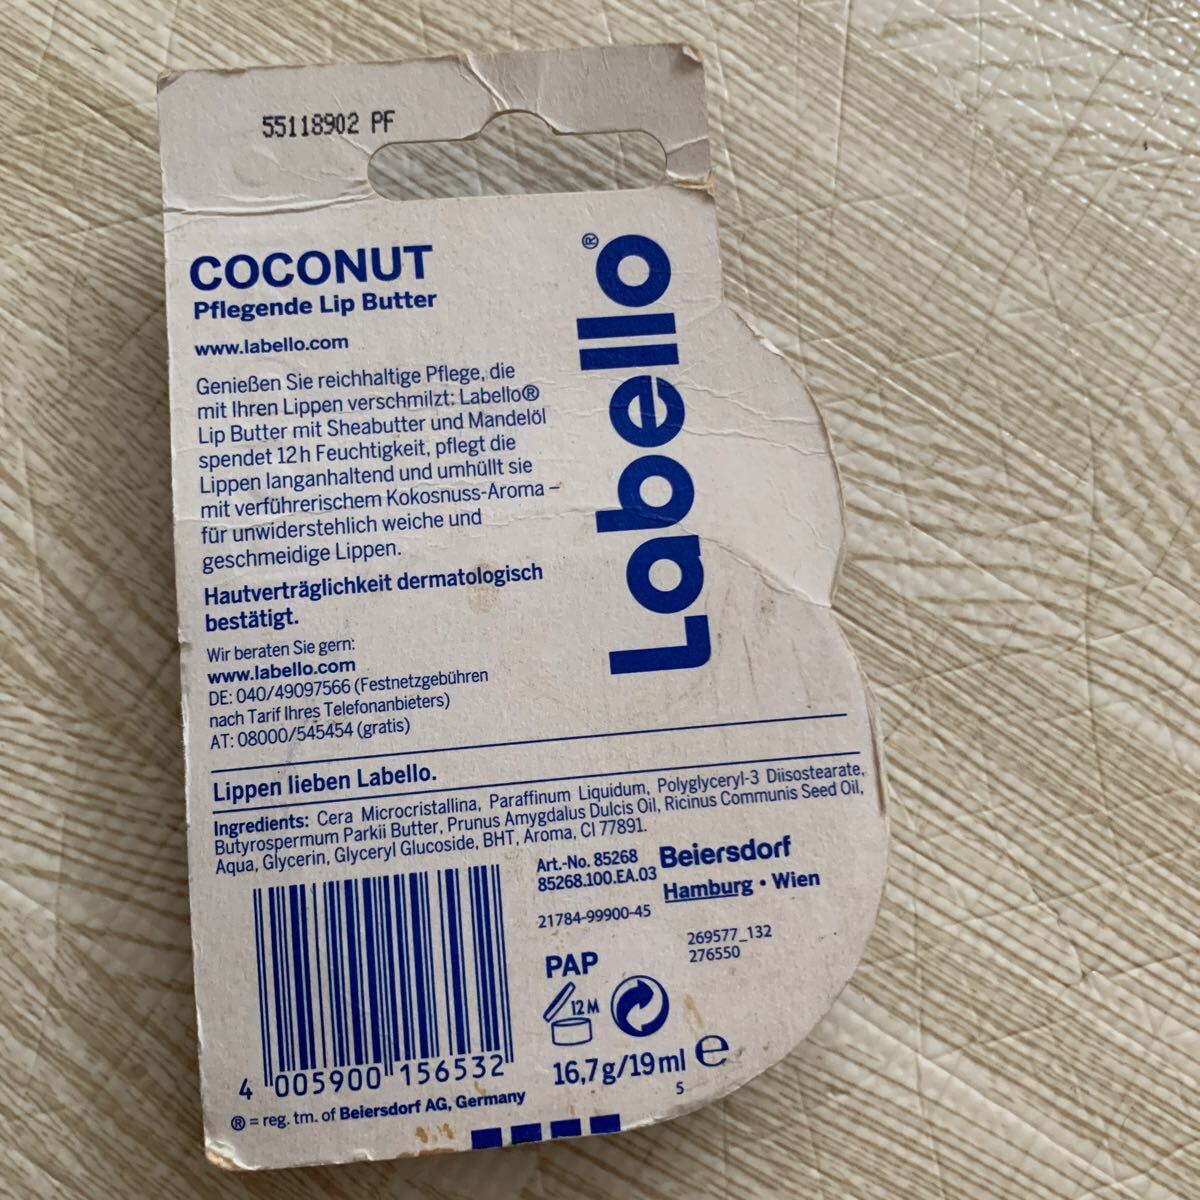 55118902 PF
COCONUT
Pflegende Lip Butter
www.labello.com
Genießen Sie reichhaltige Pflege, die
mit Ihren Lippen verschmilzt: Labello®
Lip Butter mit Sheabutter und Mandelöl
spendet 12h Feuchtigkeit, pflegt die
Lippen langanhaltend und umhüllt sie
mit verführerischem Kokosnuss-Aroma –
für unwiderstehlich weiche und
geschmeidige Lippen.
Hautverträglichkeit dermatologisch
bestätigt.
Wir beraten Sie gern:
www.labello.com
DE: 040/49097566 (Festnetzgebühren
nach Tarif Ihres Telefonanbieters)
AT: 08000/545454 (gratis)
Labello®
Lippen lieben Labello.
Ingredients: Cera Microcristallina, Paraffinum Liquidum, Polyglyceryl-3 Diisostearate,
Butyrospermum Parkii Butter, Prunus Amygdalus Dulcis Oil, Ricinus Communis Seed Oil,
Aqua, Glycerin, Glyceryl Glucoside, BHT, Aroma, CI 77891.
Art.-No. 85268
85268.100.EA.03
21784-99900-45
Beiersdorf
Hamburg • Wien
269577_132
276550
PAP
12M
16,7g/19ml e
5
4 005900 156532
® = reg. tm. of Beiersdorf AG, Germany